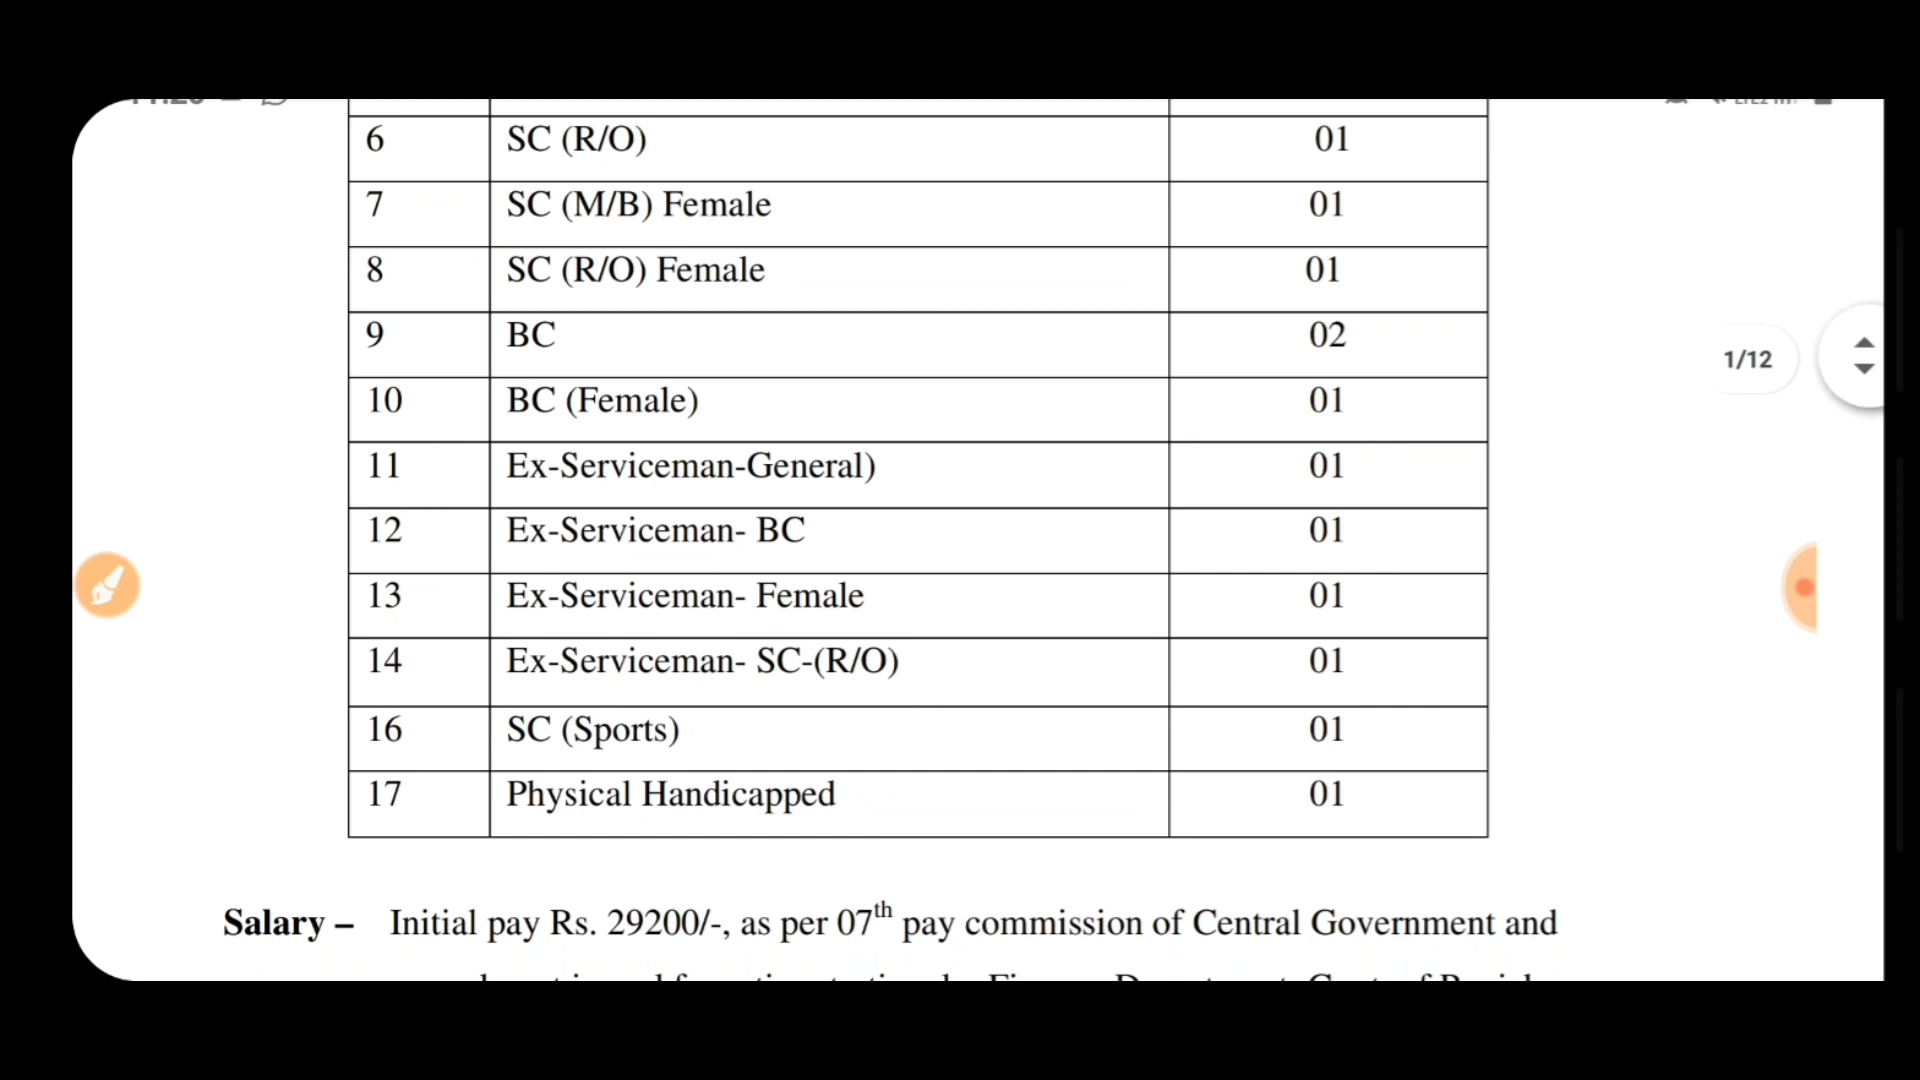 6 SC (R/O) 01
7 SC (M/B) Female 01
8 SC (R/O) Female 01
9 BC 02
10 BC (Female) 01
11 Ex-Serviceman-General) 01
12 Ex-Serviceman- BC 01
13 Ex-Serviceman- Female 01
14 Ex-Serviceman- SC-(R/O) 01
16 SC (Sports) 01
17 Physical Handicapped 01
1/12
Salary – Initial pay Rs. 29200/-, as per 07th pay commission of Central Government and